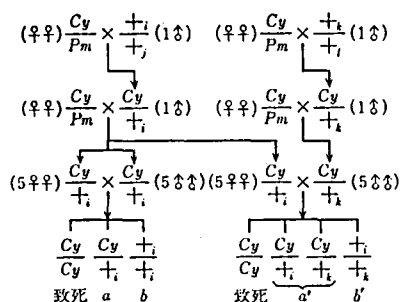 (♀♀) Cy/Pm × +i/+j (1♂) (♀♀) Cy/Pm × +k/+l (1♂)
(♀♀) Cy/Pm × Cy/+i (1♂) (♀♀) Cy/Pm × Cy/+k (1♂)
(5♀♀) Cy/+i × Cy/+i (5♂♂) (5♀♀) Cy/+i × Cy/+k (5♂♂)
Cy/Cy Cy/+i +i/+i Cy/Cy Cy/+i Cy/+k +i/+k
致死 a b 致死 a′ b′